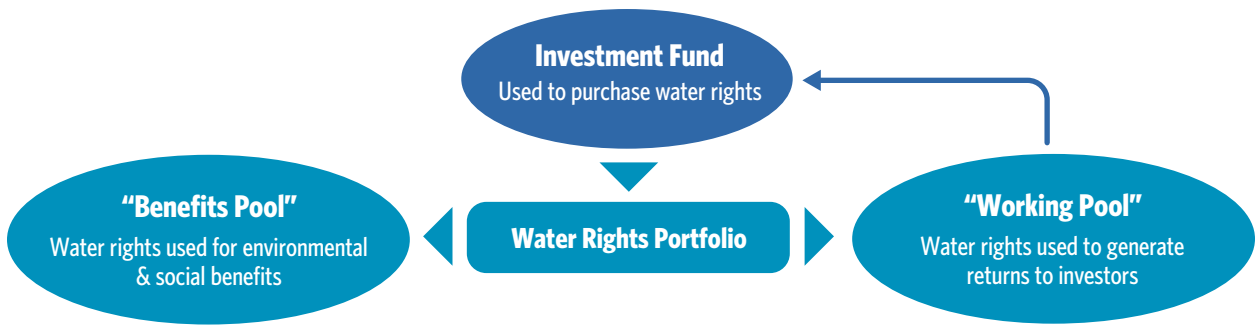 Investment Fund
Used to purchase water rights
“Benefits Pool”
Water rights used for environmental
& social benefits
Water Rights Portfolio
“Working Pool”
Water rights used to generate
returns to investors